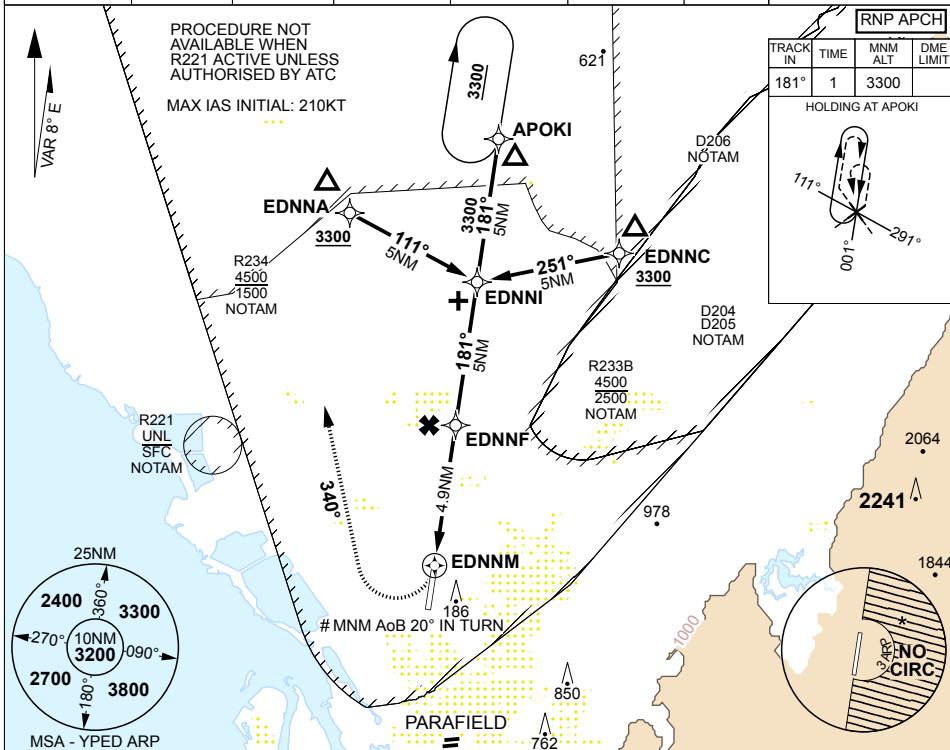 PROCEDURE NOT
AVAILABLE WHEN
R221 ACTIVE UNLESS
AUTHORISED BY ATC
MAX IAS INITIAL: 210KT
VAR 8° E
3300
621
APOKI
RNP APCH
TRACK IN TIME MNM ALT DME LIMIT
181° 1 3300
HOLDING AT APOKI
111°
291°
001°
D206
NOTAM
EDNNA
3300
111°
5NM
3300
181°
5NM
251°
5NM
EDNNC
3300
EDNNI
R234
4500
1500
NOTAM
D204
D205
NOTAM
181°
5NM
R233B
4500
2500
NOTAM
R221
UNL
SFC
NOTAM
EDNNF
340°
4.9NM
2064
2241
978
1844
EDNNM
186
# MNM AoB 20° IN TURN
1000
25NM
2400
360°
3300
270°
10NM
3200
090°
2700
180°
3800
MSA - YPED ARP
*
NO
CIRC
3 ARP
850
PARAFIELD
762